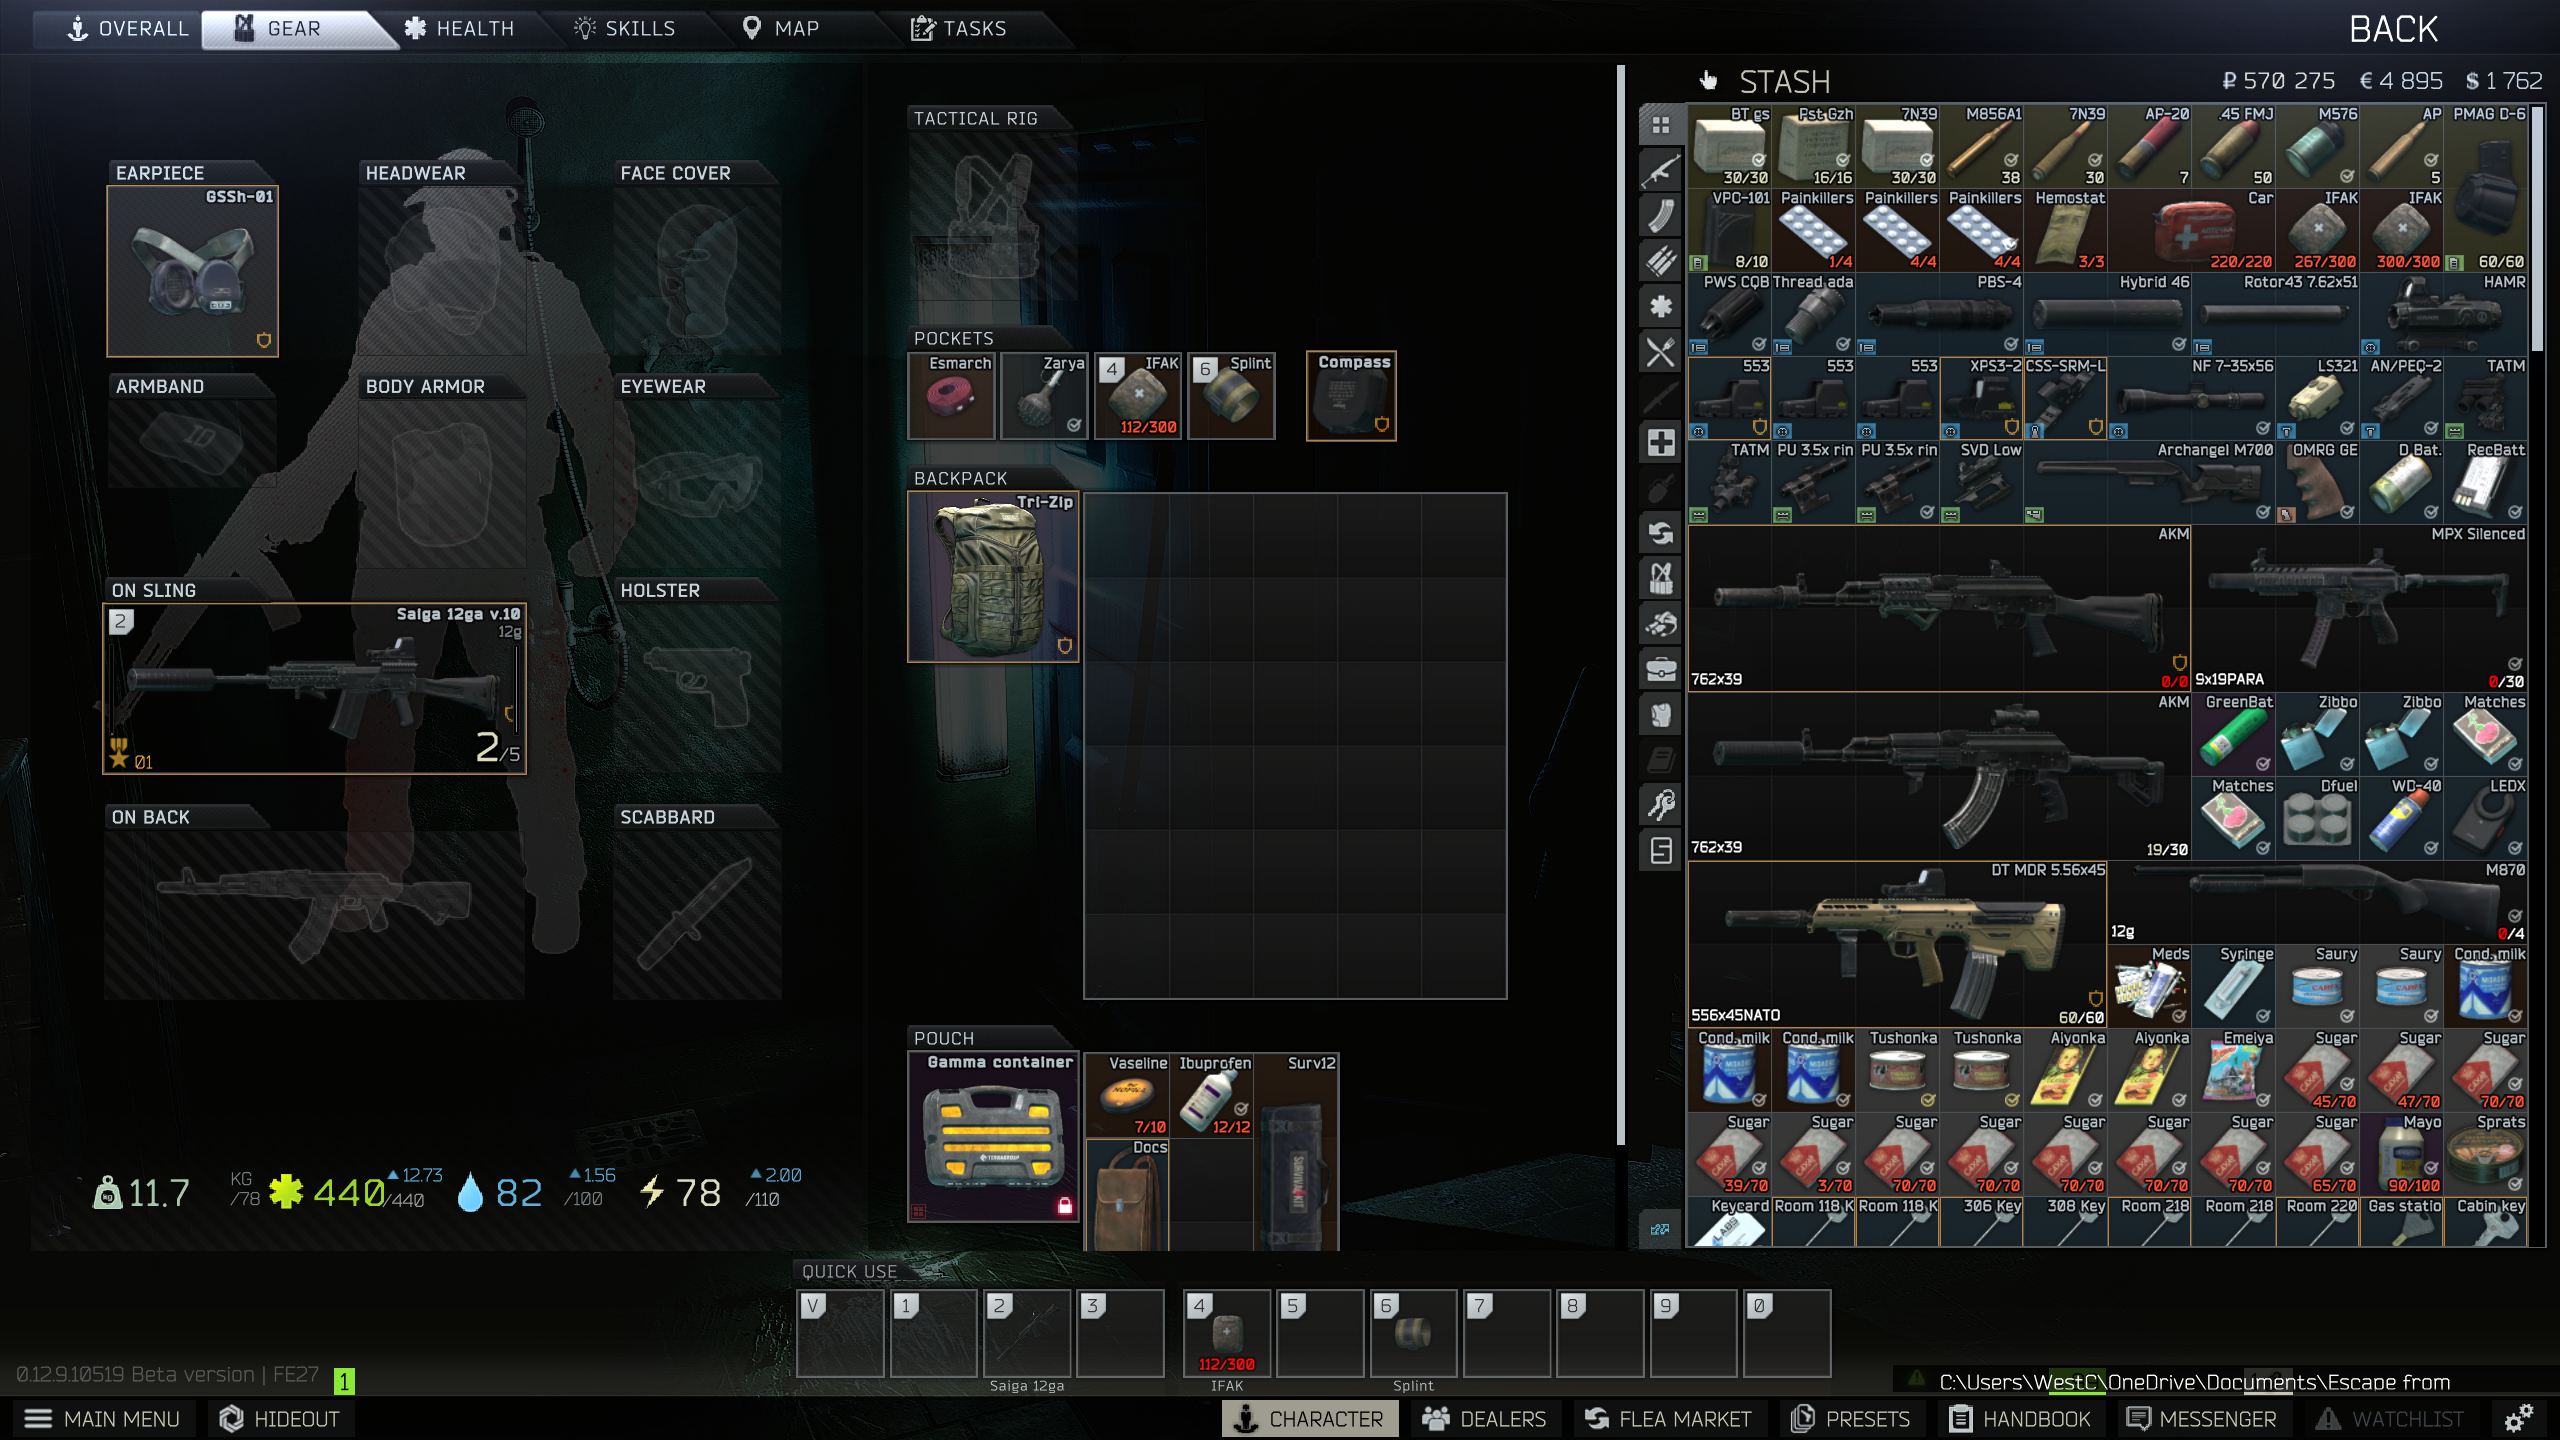 OVERALL
GEAR
HEALTH
SKILLS
MAP
TASKS
BACK
EARPIECE
GSSh-01
HEADWEAR
FACE COVER
ARMBAND
BODY ARMOR
EYEWEAR
ON SLING
2
Saiga 12ga v.10
12g
01
2/5
HOLSTER
ON BACK
SCABBARD
11.7 KG /78
440/440 12.73
82 /100 1.56
78 /110 2.00
TACTICAL RIG
POCKETS
Esmarch
Zarya
4 IFAK
112/300
6 Splint
Compass
BACKPACK
Tri-Zip
POUCH
Gamma container
Vaseline
7/10
Ibuprofen
12/12
Surv12
Docs
STASH
₽ 570 275 € 4 895 $ 1 762
BT gs Pst Gzh 7N39 M856A1 7N39 AP-20 .45 FMJ M576 AP PMAG D-6
30/30 16/16 30/30 38 30 7 50 5
VPO-101 Painkillers Painkillers Painkillers Hemostat Car IFAK IFAK
8/10 1/4 4/4 4/4 3/3 220/220 267/300 300/300 60/60
PWS CQB Thread ada PBS-4 Hybrid 46 Rotor43 7.62x51 HAMR
553 553 553 XPS3-2 CSS-SRM-L NF 7-35x56 LS321 AN/PEQ-2 TATM
TATM PU 3.5x rin PU 3.5x rin SVD Low Archangel M700 OMRG GE D Bat. RecBatt
AKM MPX Silenced
762x39 0/0 9x19PARA 0/30
AKM GreenBat Zibbo Zibbo Matches
Matches Dfuel WD-40 LEDX
762x39 19/30
DT MDR 5.56x45 M870
12g 0/4
Meds Syringe Saury Saury Cond. milk
556x45NATO 60/60
Cond. milk Cond. milk Tushonka Tushonka Alyonka Alyonka Emelya Sugar Sugar Sugar
45/70 47/70 70/70
Sugar Sugar Sugar Sugar Sugar Sugar Sugar Sugar Mayo Sprats
39/70 3/70 70/70 70/70 70/70 70/70 70/70 65/70 90/100
Keycard Room 118 K Room 118 K 306 Key 308 Key Room 218 Room 218 Room 220 Gas statio Cabin key
QUICK USE
V 1 2 3 4 5 6 7 8 9 0
112/300
Saiga 12ga IFAK Splint
0.12.9.10519 Beta version | FE27 1
C:\Users\WestC\OneDrive\Documents\Escape from
MAIN MENU
HIDEOUT
CHARACTER
DEALERS
FLEA MARKET
PRESETS
HANDBOOK
MESSENGER
WATCHLIST